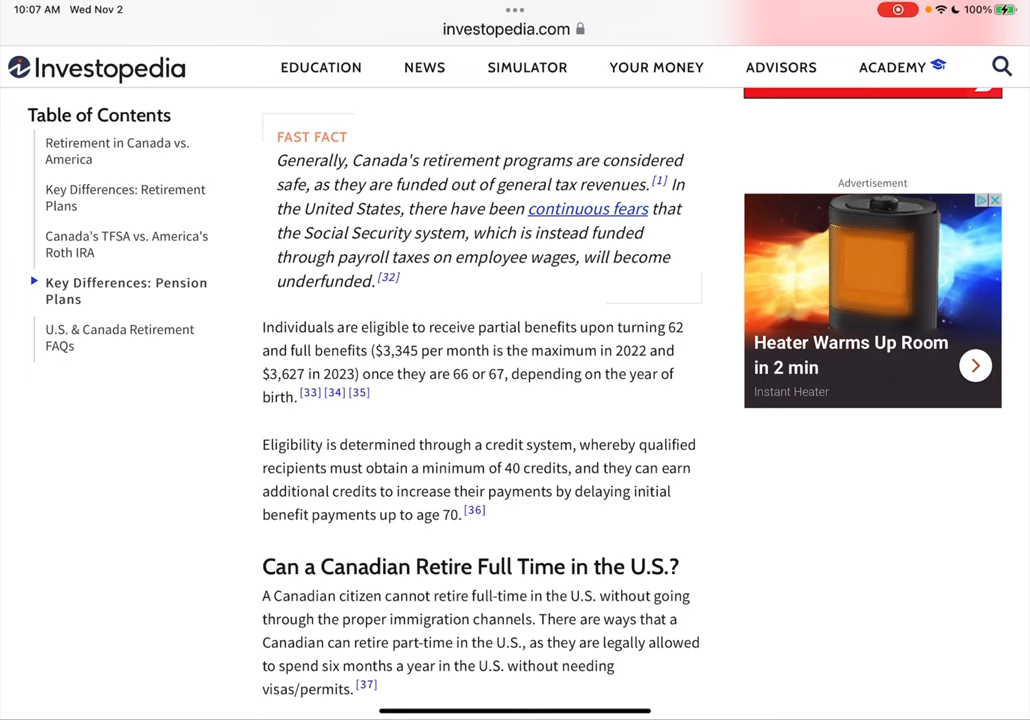 10:07 AM Wed Nov 2
100%
investopedia.com
Investopedia
EDUCATION
NEWS
SIMULATOR
YOUR MONEY
ADVISORS
ACADEMY
Table of Contents
Retirement in Canada vs.
America
Key Differences: Retirement
Plans
Canada's TFSA vs. America's
Roth IRA
Key Differences: Pension
Plans
U.S. & Canada Retirement
FAQs
FAST FACT
Generally, Canada's retirement programs are considered
safe, as they are funded out of general tax revenues.[1] In
the United States, there have been continuous fears that
the Social Security system, which is instead funded
through payroll taxes on employee wages, will become
underfunded.[32]
Individuals are eligible to receive partial benefits upon turning 62
and full benefits ($3,345 per month is the maximum in 2022 and
$3,627 in 2023) once they are 66 or 67, depending on the year of
birth.[33][34][35]
Eligibility is determined through a credit system, whereby qualified
recipients must obtain a minimum of 40 credits, and they can earn
additional credits to increase their payments by delaying initial
benefit payments up to age 70.[36]
Can a Canadian Retire Full Time in the U.S.?
A Canadian citizen cannot retire full-time in the U.S. without going
through the proper immigration channels. There are ways that a
Canadian can retire part-time in the U.S., as they are legally allowed
to spend six months a year in the U.S. without needing
visas/permits.[37]
Advertisement
Heater Warms Up Room
in 2 min
Instant Heater